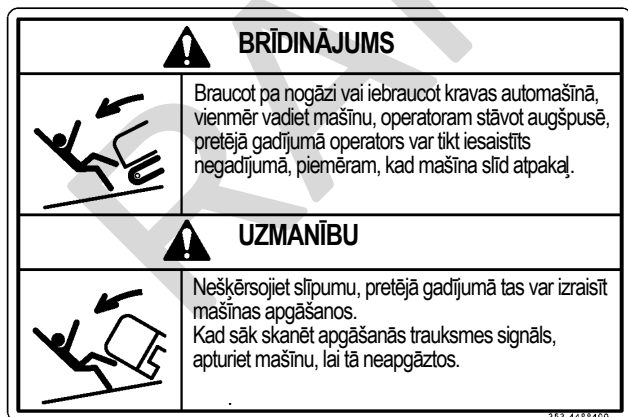 BRĪDINĀJUMS
Braucot pa nogāzi vai iebraucot kravas automašīnā,
vienmēr vadiet mašīnu, operatoram stāvot augšpusē,
pretējā gadījumā operators var tikt iesaistīts
negadījumā, piemēram, kad mašīna slīd atpakaļ.
UZMANĪBU
Nešķērsojiet slīpumu, pretējā gadījumā tas var izraisīt
mašīnas apgāšanos.
Kad sāk skanēt apgāšanās trauksmes signāls,
apturiet mašīnu, lai tā neapgāztos.
.